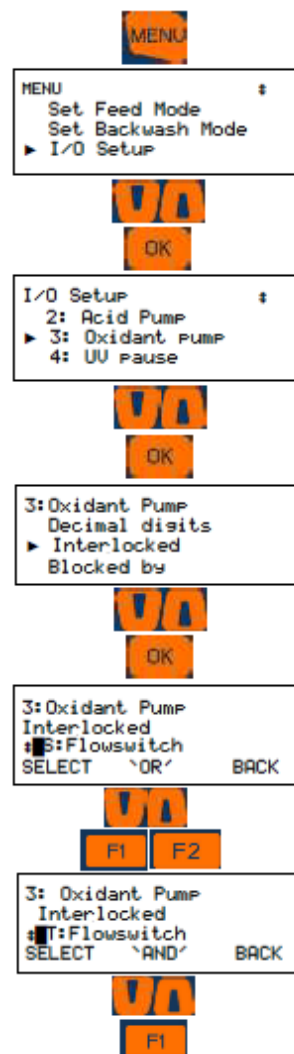 MENU
MENU ↕
Set Feed Mode
Set Backwash Mode
► I/O Setup
OK
I/O Setup ↕
2: Acid Pump
► 3: Oxidant pump
4: UV pause
OK
3:Oxidant Pump
Decimal digits
► Interlocked
Blocked by
OK
3:Oxidant Pump
Interlocked
↕█S:Flowswitch
SELECT `OR´ BACK
F1 F2
3: Oxidant Pump
Interlocked
↕█T:Flowswitch
SELECT `AND´ BACK
F1